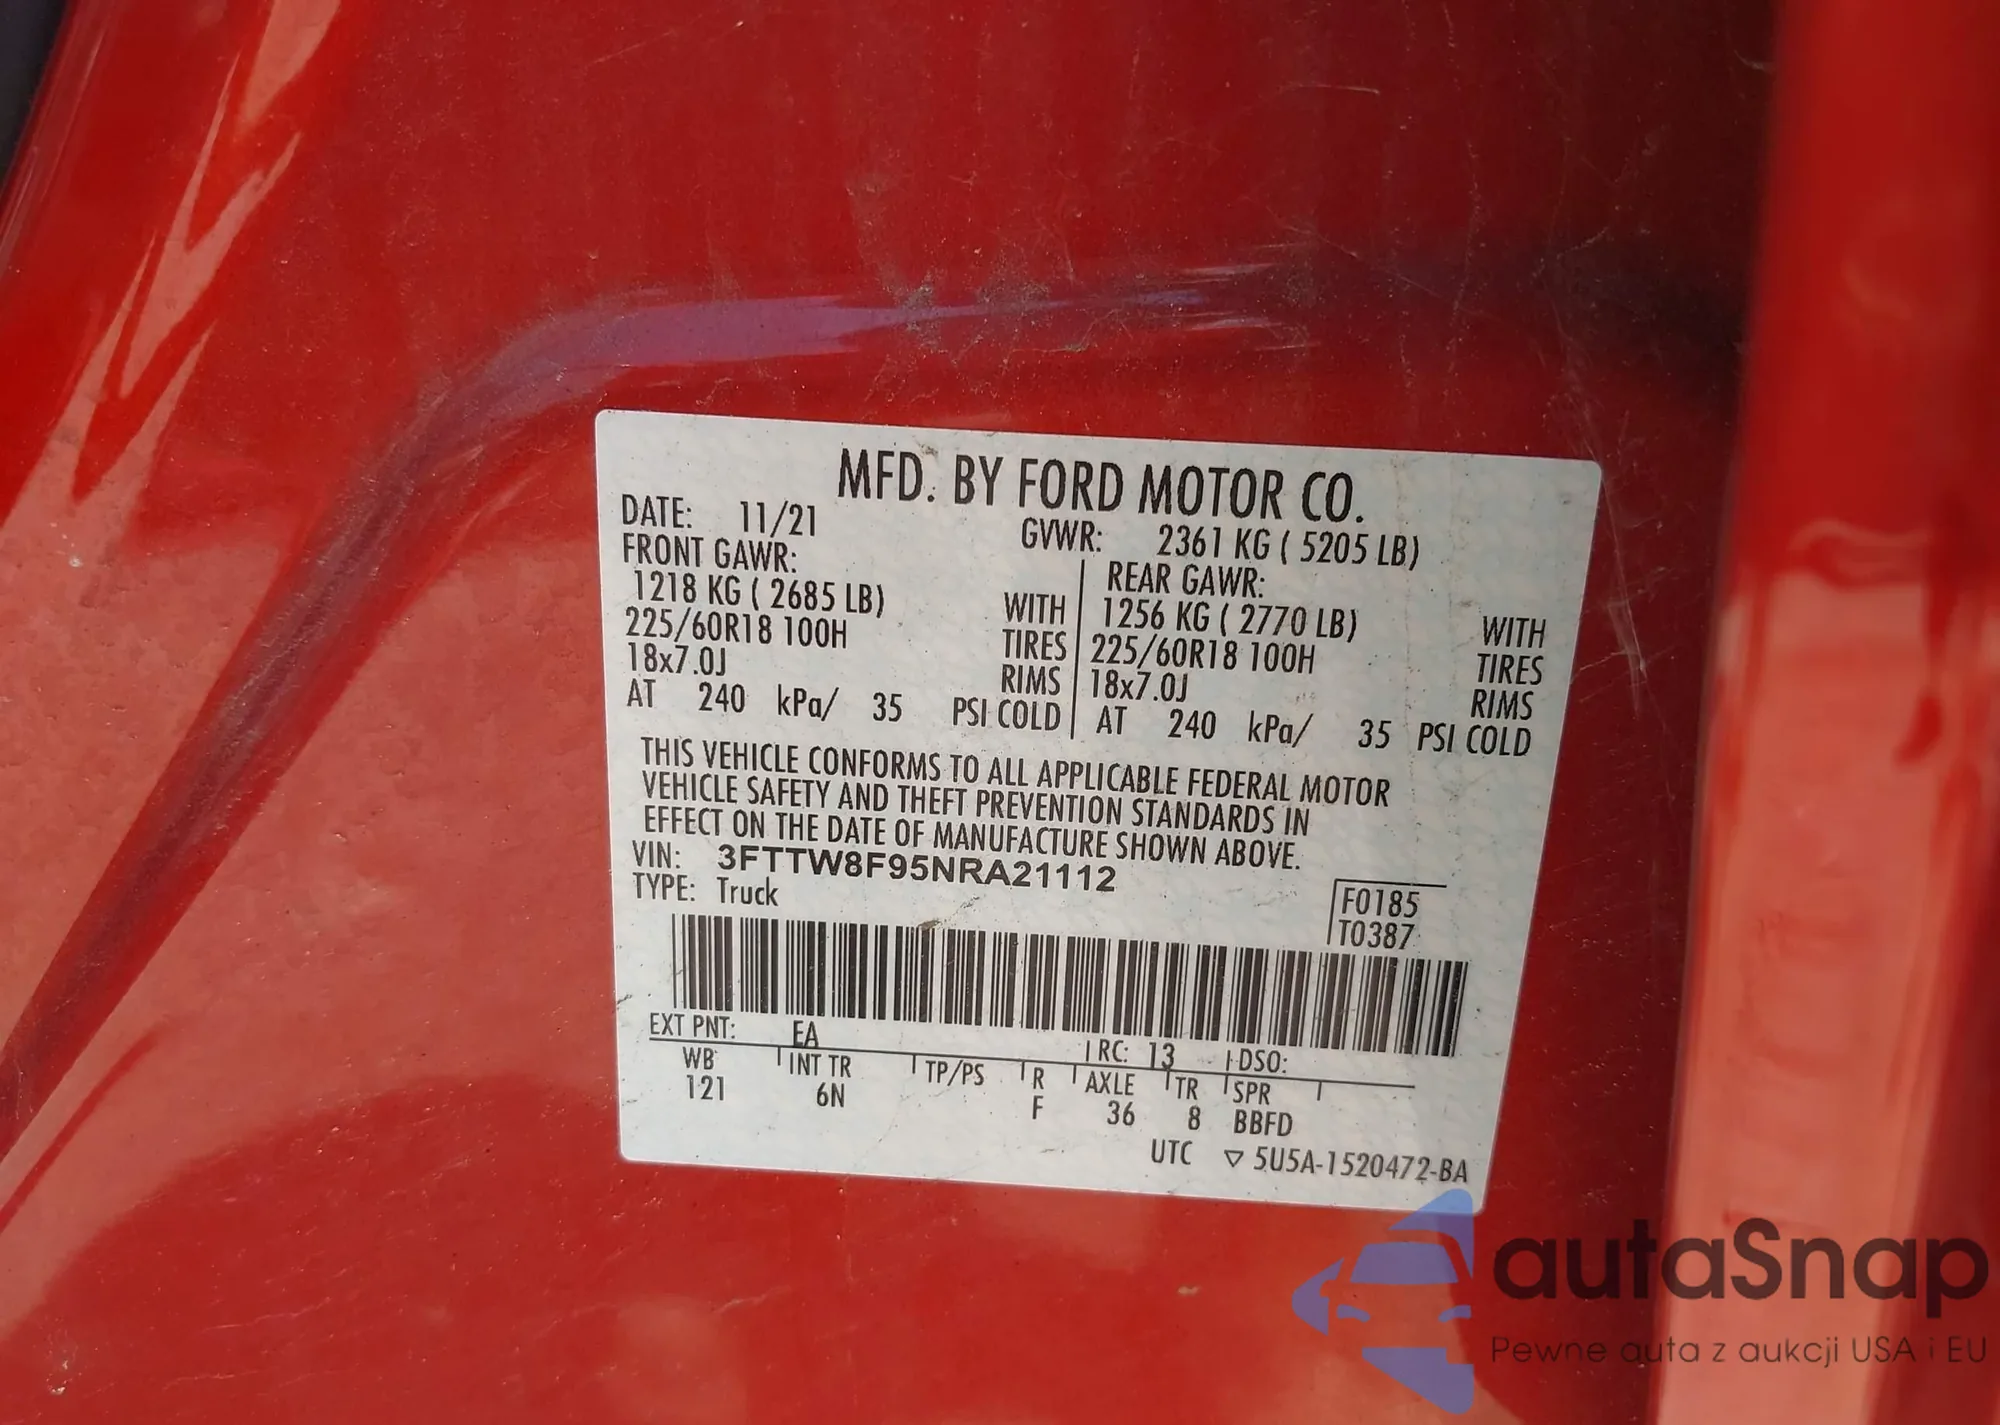 MFD. BY FORD MOTOR CO.
DATE: 11/21 GVWR: 2361 KG ( 5205 LB)
FRONT GAWR: REAR GAWR:
1218 KG ( 2685 LB) WITH 1256 KG ( 2770 LB) WITH
225/60R18 100H TIRES 225/60R18 100H TIRES
18x7.0J RIMS 18x7.0J RIMS
AT 240 kPa/ 35 PSI COLD AT 240 kPa/ 35 PSI COLD
THIS VEHICLE CONFORMS TO ALL APPLICABLE FEDERAL MOTOR
VEHICLE SAFETY AND THEFT PREVENTION STANDARDS IN
EFFECT ON THE DATE OF MANUFACTURE SHOWN ABOVE.
VIN: 3FTTW8F95NRA21112
TYPE: Truck
F0185
T0387
EXT PNT: EA RC: 13 DSO:
WB INT TR TP/PS R AXLE TR SPR
121 6N F 36 8 BBFD
UTC ▽ 5U5A-1520472-BA
autaSnap
Pewne auta z aukcji USA i EU